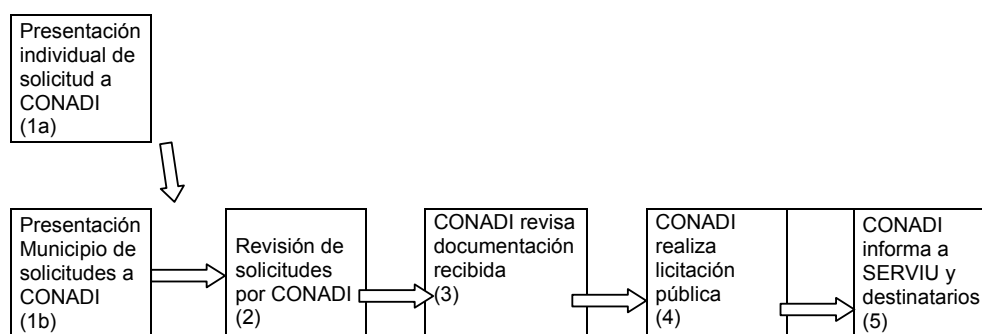 Presentación
individual de
solicitud a
CONADI
(1a)
Presentación
Municipio de
solicitudes a
CONADI
(1b)
Revisión de
solicitudes
por CONADI
(2)
CONADI revisa
documentación
recibida
(3)
CONADI
realiza
licitación
pública
(4)
CONADI
informa a
SERVIU y
destinatarios
(5)